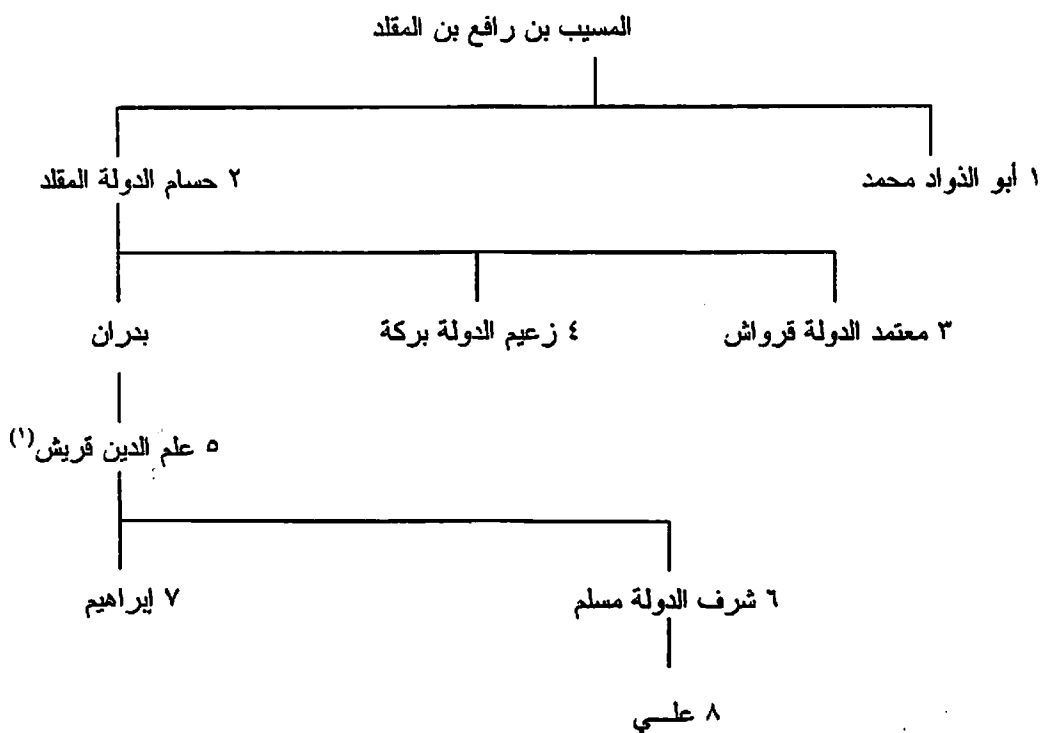 المسيب بن رافع بن المقلد
١ أبو الذواد محمد
٢ حسام الدولة المقلد
٣ معتمد الدولة قرواش
٤ زعيم الدولة بركة
بدران
٥ علم الدين قريش(١)
٦ شرف الدولة مسلم
٧ إبراهيم
٨ علـــي